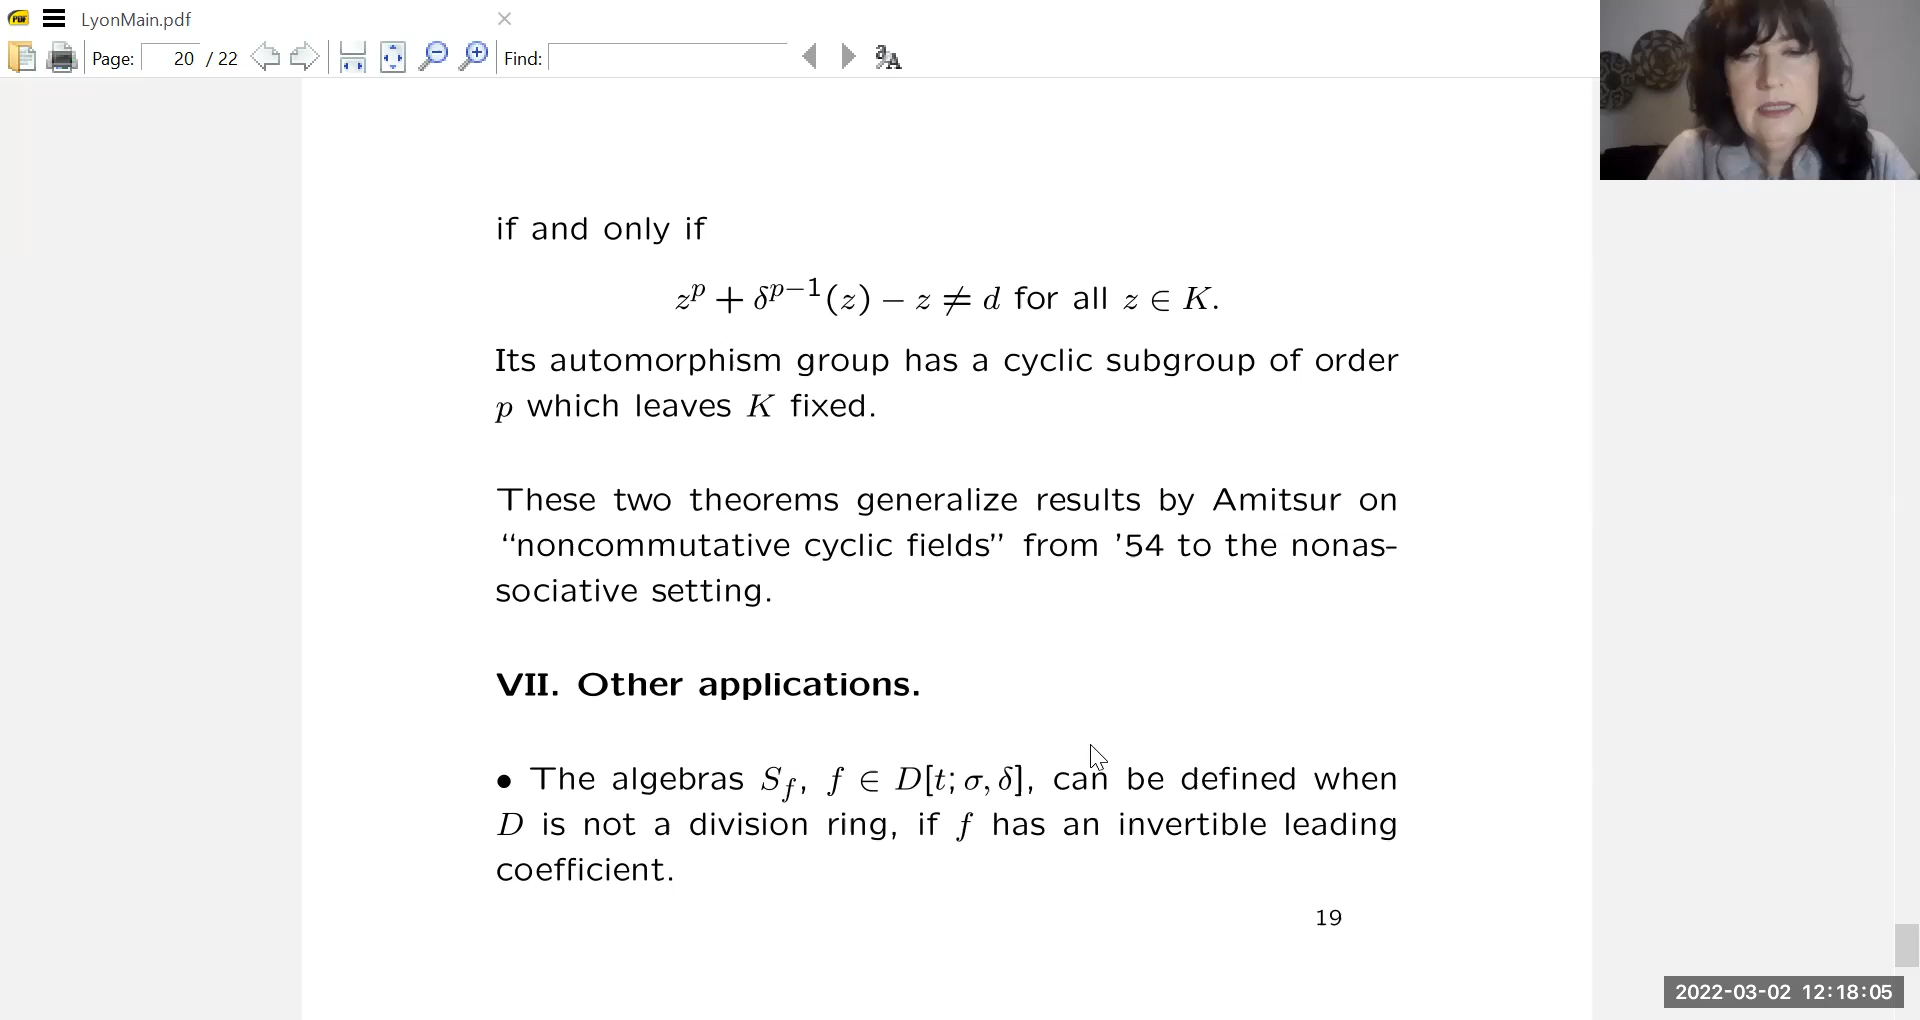 LyonMain.pdf
Page: 20 / 22 Find:
if and only if
z^p + δ^{p−1}(z) − z ≠ d for all z ∈ K.
Its automorphism group has a cyclic subgroup of order
p which leaves K fixed.
These two theorems generalize results by Amitsur on
“noncommutative cyclic fields” from ’54 to the nonas-
sociative setting.
VII. Other applications.
• The algebras S_f, f ∈ D[t; σ, δ], can be defined when
D is not a division ring, if f has an invertible leading
coefficient.
19
2022-03-02 12:18:05